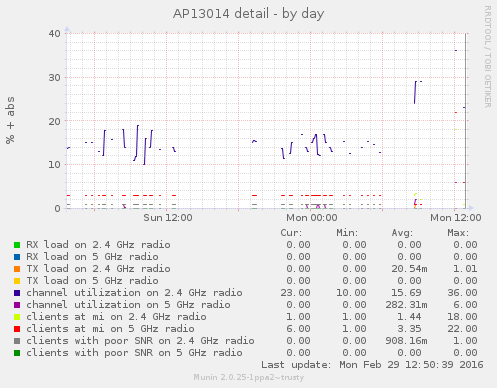 AP13014 detail - by day
RRDTOOL / TOBI OETIKER
% + abs
40
30
20
10
0
Sun 12:00 Mon 00:00 Mon 12:00
Cur: Min: Avg: Max:
RX load on 2.4 GHz radio 0.00 0.00 0.00 0.00
RX load on 5 GHz radio 0.00 0.00 0.00 0.00
TX load on 2.4 GHz radio 0.00 0.00 20.54m 1.01
TX load on 5 GHz radio 0.00 0.00 0.00 0.00
channel utilization on 2.4 GHz radio 23.00 10.00 15.69 36.00
channel utilization on 5 GHz radio 0.00 0.00 282.31m 6.00
clients at mi on 2.4 GHz radio 1.00 1.00 1.44 18.00
clients at mi on 5 GHz radio 6.00 1.00 3.35 22.00
clients with poor SNR on 2.4 GHz radio 0.00 0.00 908.16m 1.00
clients with poor SNR on 5 GHz radio 0.00 0.00 0.00 0.00
Last update: Mon Feb 29 12:50:39 2016
Munin 2.0.25-1ppa2~trusty